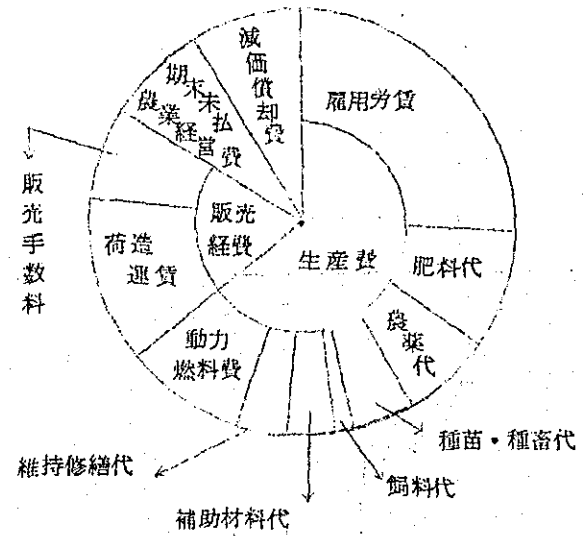 減価償却費
期末未払
農業経営費
雇用労賃
販売手数料
荷造
運賃
販売
経費
生産費
肥料代
農薬代
動力
燃料費
種苗・種畜代
飼料代
維持修繕代
補助材料代